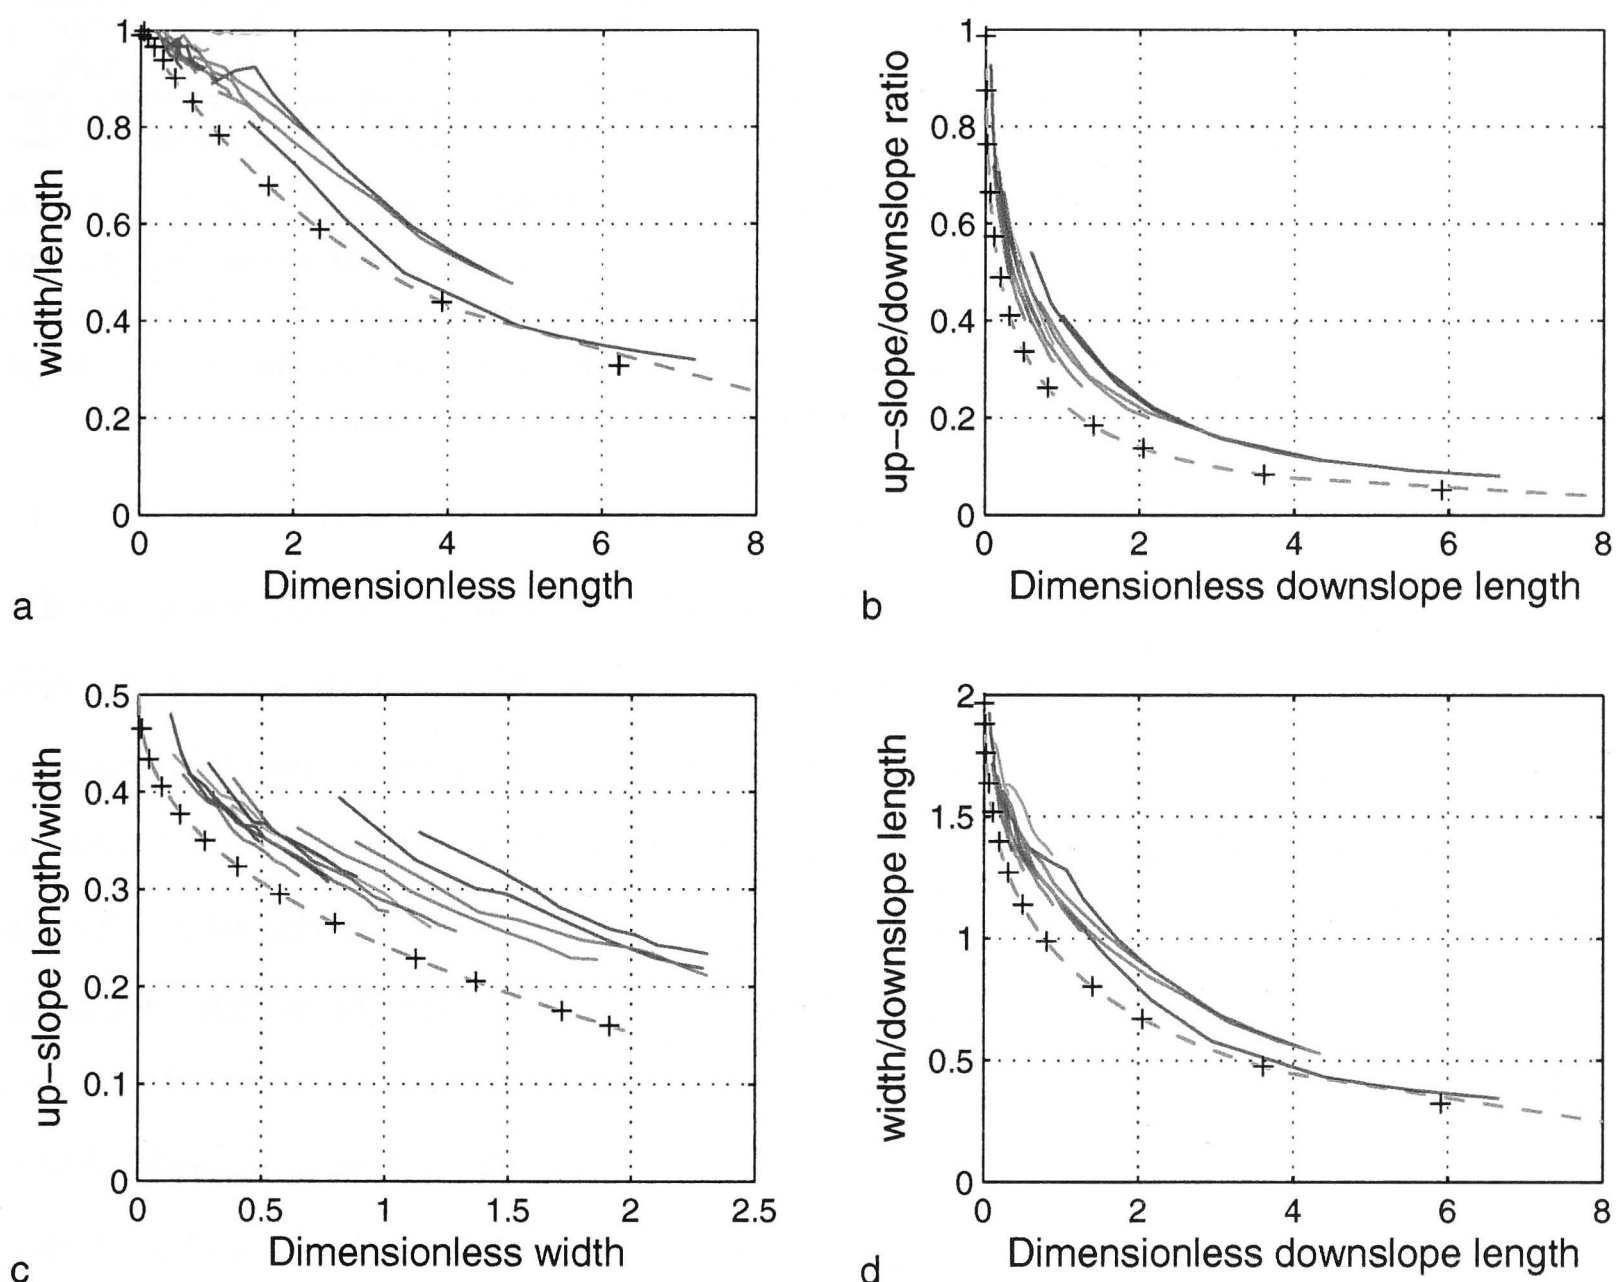 width/length
1
0.8
0.6
0.4
0.2
0
0 2 4 6 8
Dimensionless length
a
up-slope/downslope ratio
1
0.8
0.6
0.4
0.2
0
0 2 4 6 8
Dimensionless downslope length
b
up-slope length/width
0.5
0.4
0.3
0.2
0.1
0
0 0.5 1 1.5 2 2.5
Dimensionless width
c
width/downslope length
2
1.5
1
0.5
0
0 2 4 6 8
Dimensionless downslope length
d